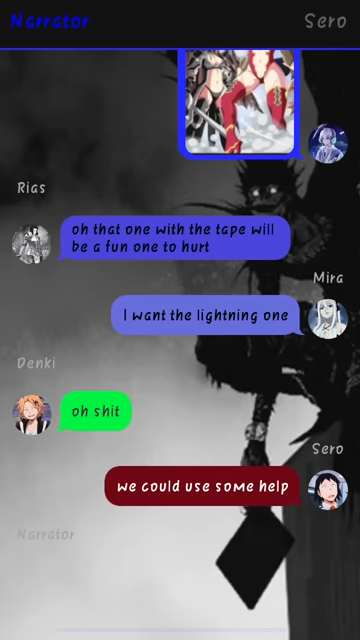 Narrator
Sero
Rias
oh that one with the tape will
be a fun one to hurt
Mira
I want the lightning one
Denki
oh shit
Sero
we could use some help
Narrator